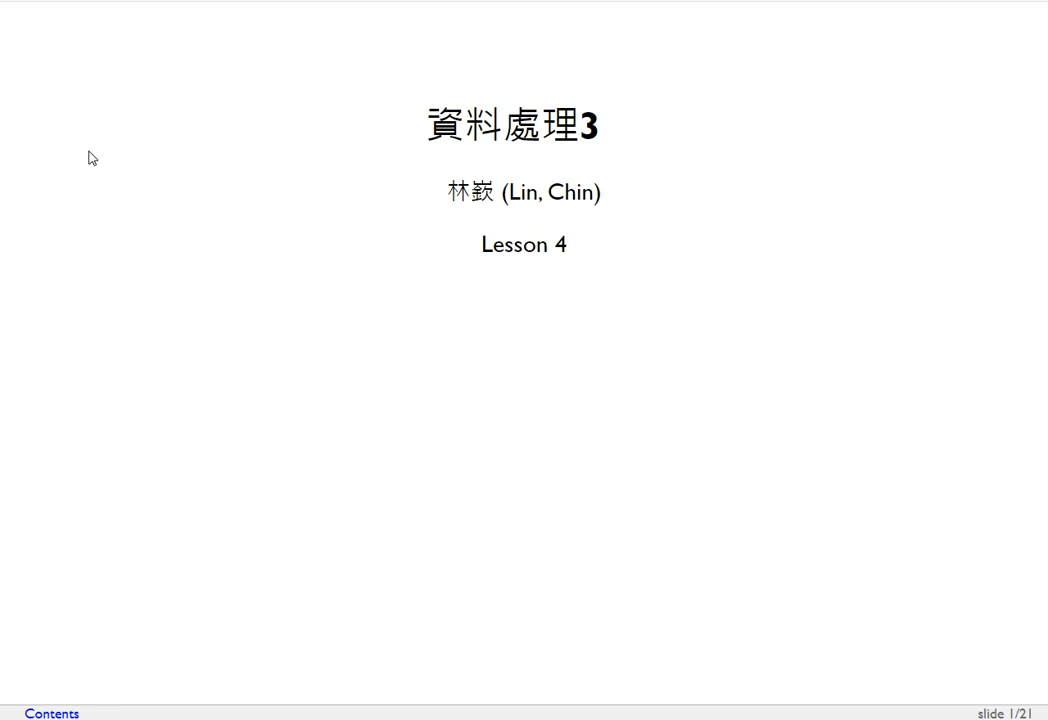 資料處理3
林嶔 (Lin, Chin)
Lesson 4
Contents
slide 1/21